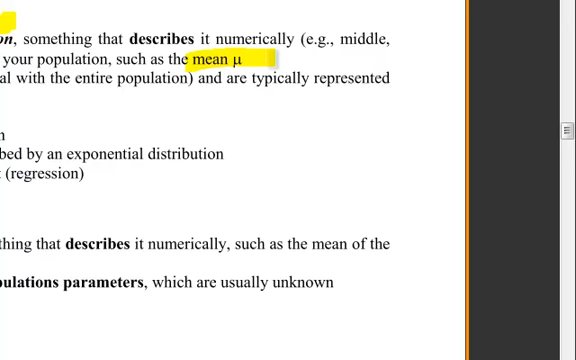 on, something that describes it numerically (e.g., middle,
your population, such as the mean μ
al with the entire population) and are typically represented
n
bed by an exponential distribution
t (regression)
thing that describes it numerically, such as the mean of the
pulations parameters, which are usually unknown